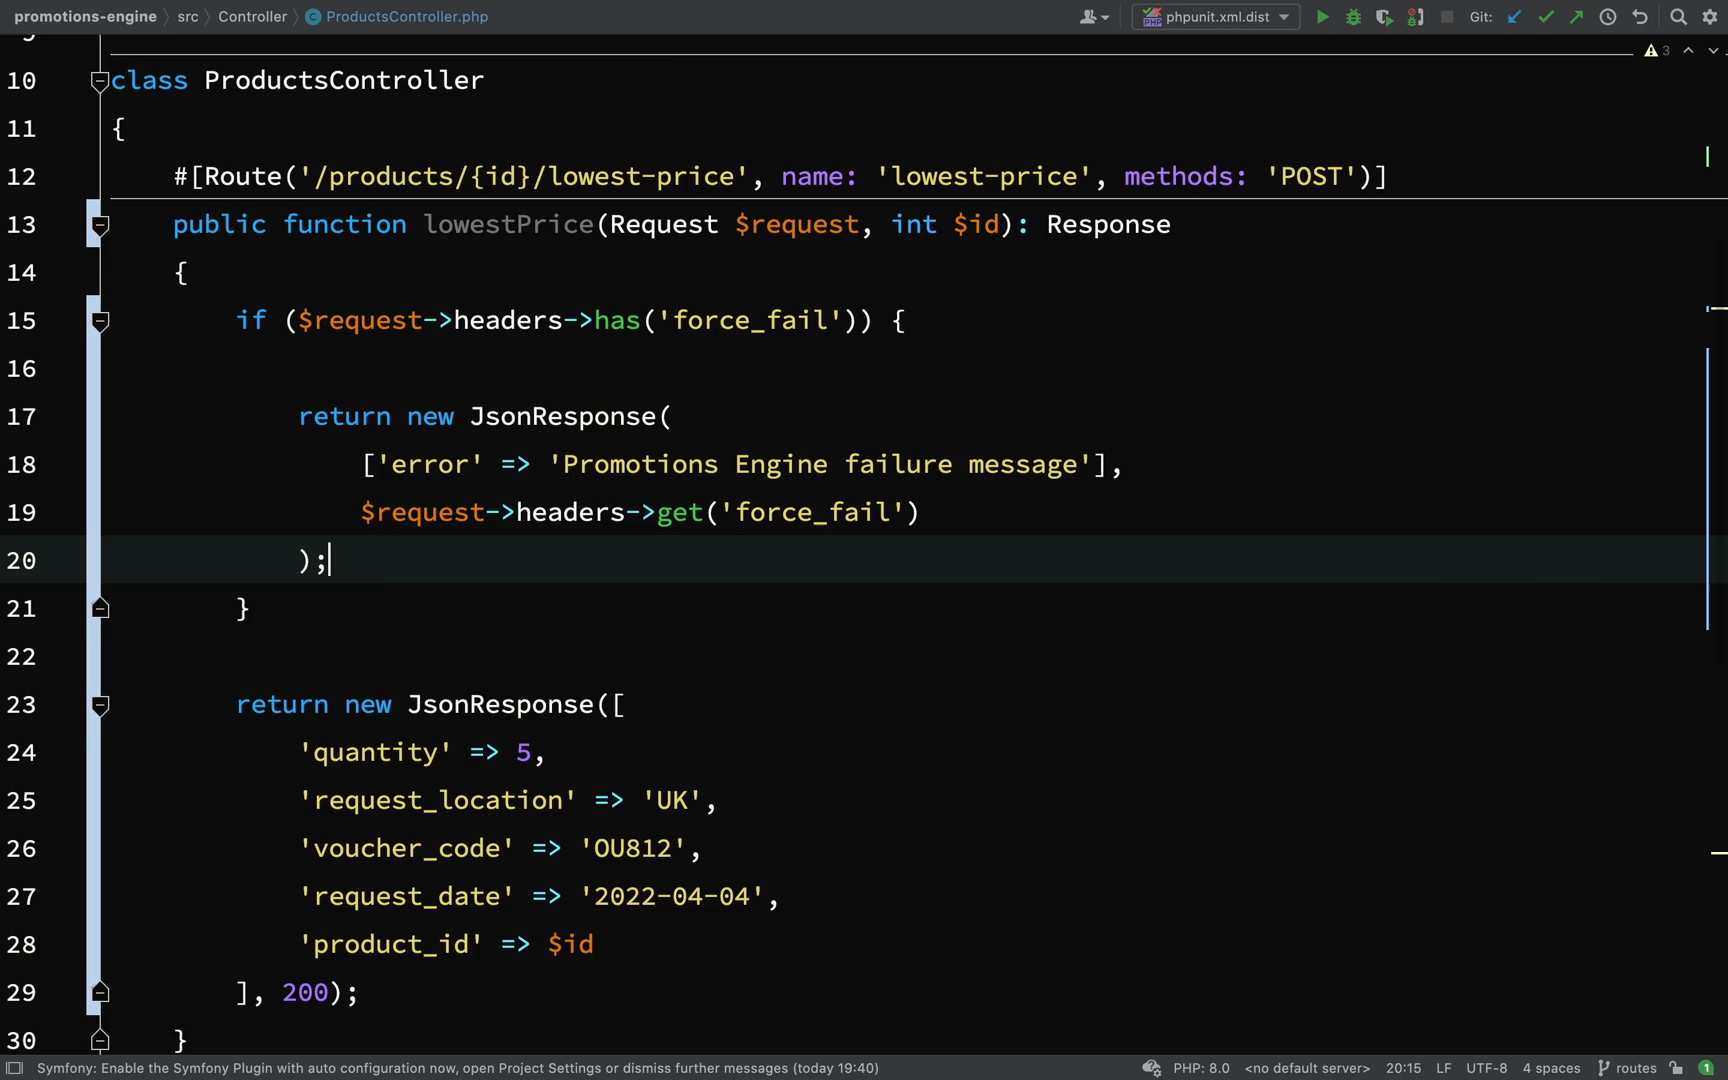 promotions-engine src Controller ProductsController.php phpunit.xml.dist Git:
3
9
10 class ProductsController
11 {
12 #[Route('/products/{id}/lowest-price', name: 'lowest-price', methods: 'POST')]
13 public function lowestPrice(Request $request, int $id): Response
14 {
15 if ($request->headers->has('force_fail')) {
16
17 return new JsonResponse(
18 ['error' => 'Promotions Engine failure message'],
19 $request->headers->get('force_fail')
20 );
21 }
22
23 return new JsonResponse([
24 'quantity' => 5,
25 'request_location' => 'UK',
26 'voucher_code' => 'OU812',
27 'request_date' => '2022-04-04',
28 'product_id' => $id
29 ], 200);
30 }
Symfony: Enable the Symfony Plugin with auto configuration now, open Project Settings or dismiss further messages (today 19:40) PHP: 8.0 <no default server> 20:15 LF UTF-8 4 spaces routes 1